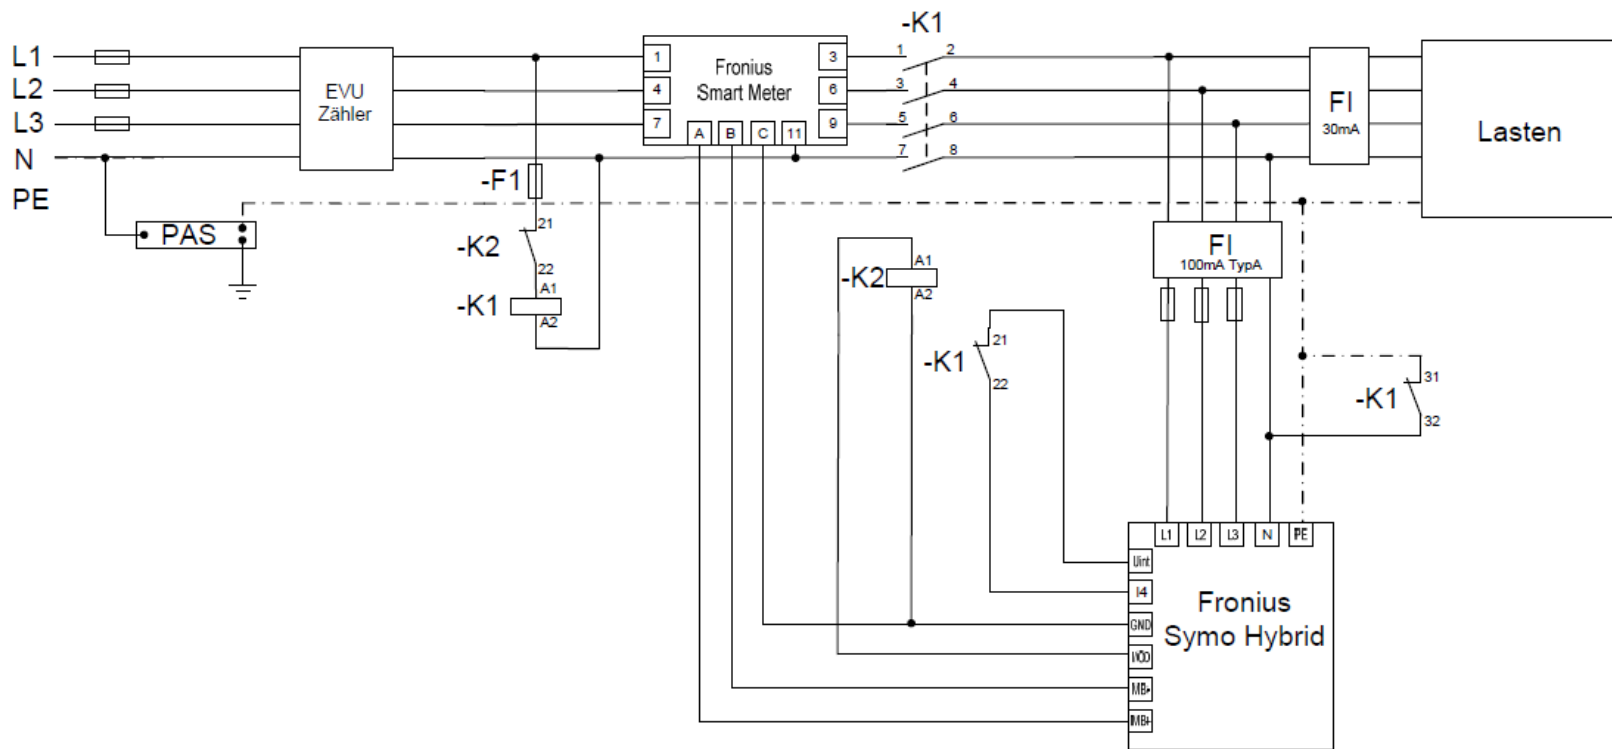 L1
L2
L3
N
PE
EVU
Zähler
Fronius
Smart Meter
1
4
7
3
6
9
A
B
C
11
-K1
1
2
3
4
5
6
7
8
FI
30mA
Lasten
PAS
-F1
-K2
21
22
-K1
A1
A2
-K2
A1
A2
-K1
21
22
FI
100mA TypA
-K1
31
32
L1
L2
L3
N
PE
Uint
I4
GND
I/O0
MB-
MB+
Fronius
Symo Hybrid